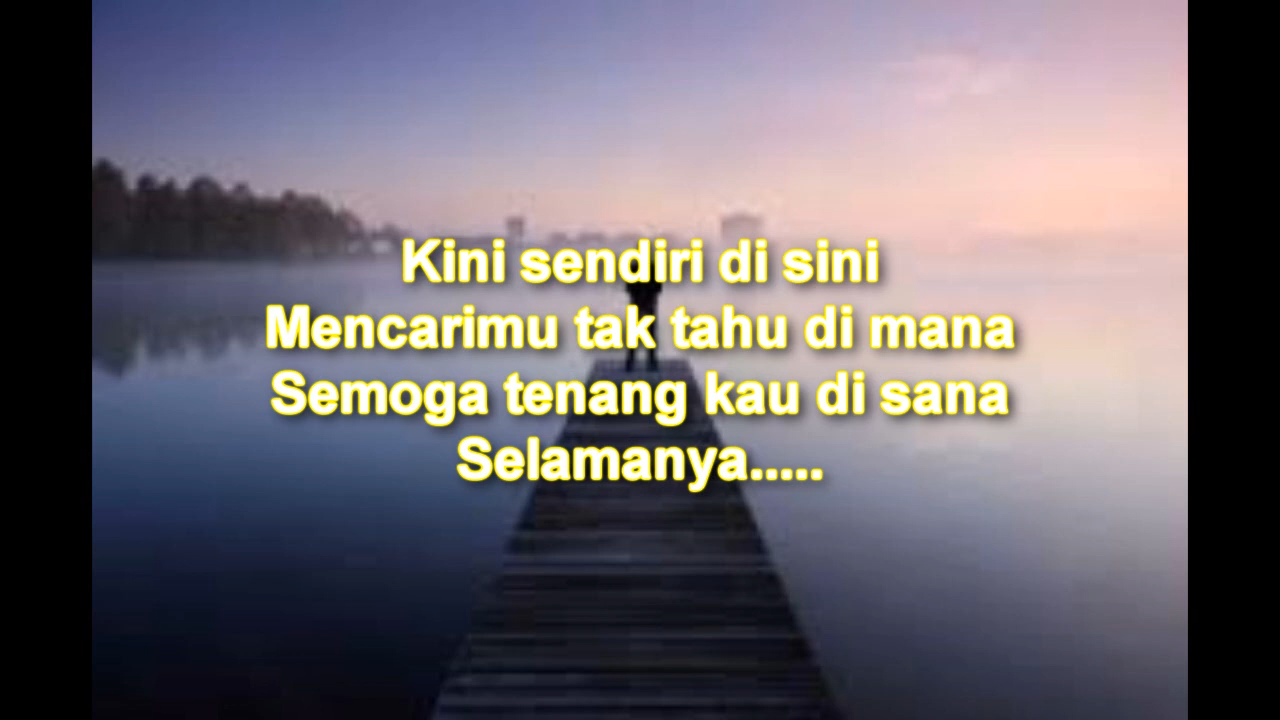 Kini sendiri di sini
Mencarimu tak tahu di mana
Semoga tenang kau di sana
Selamanya.....